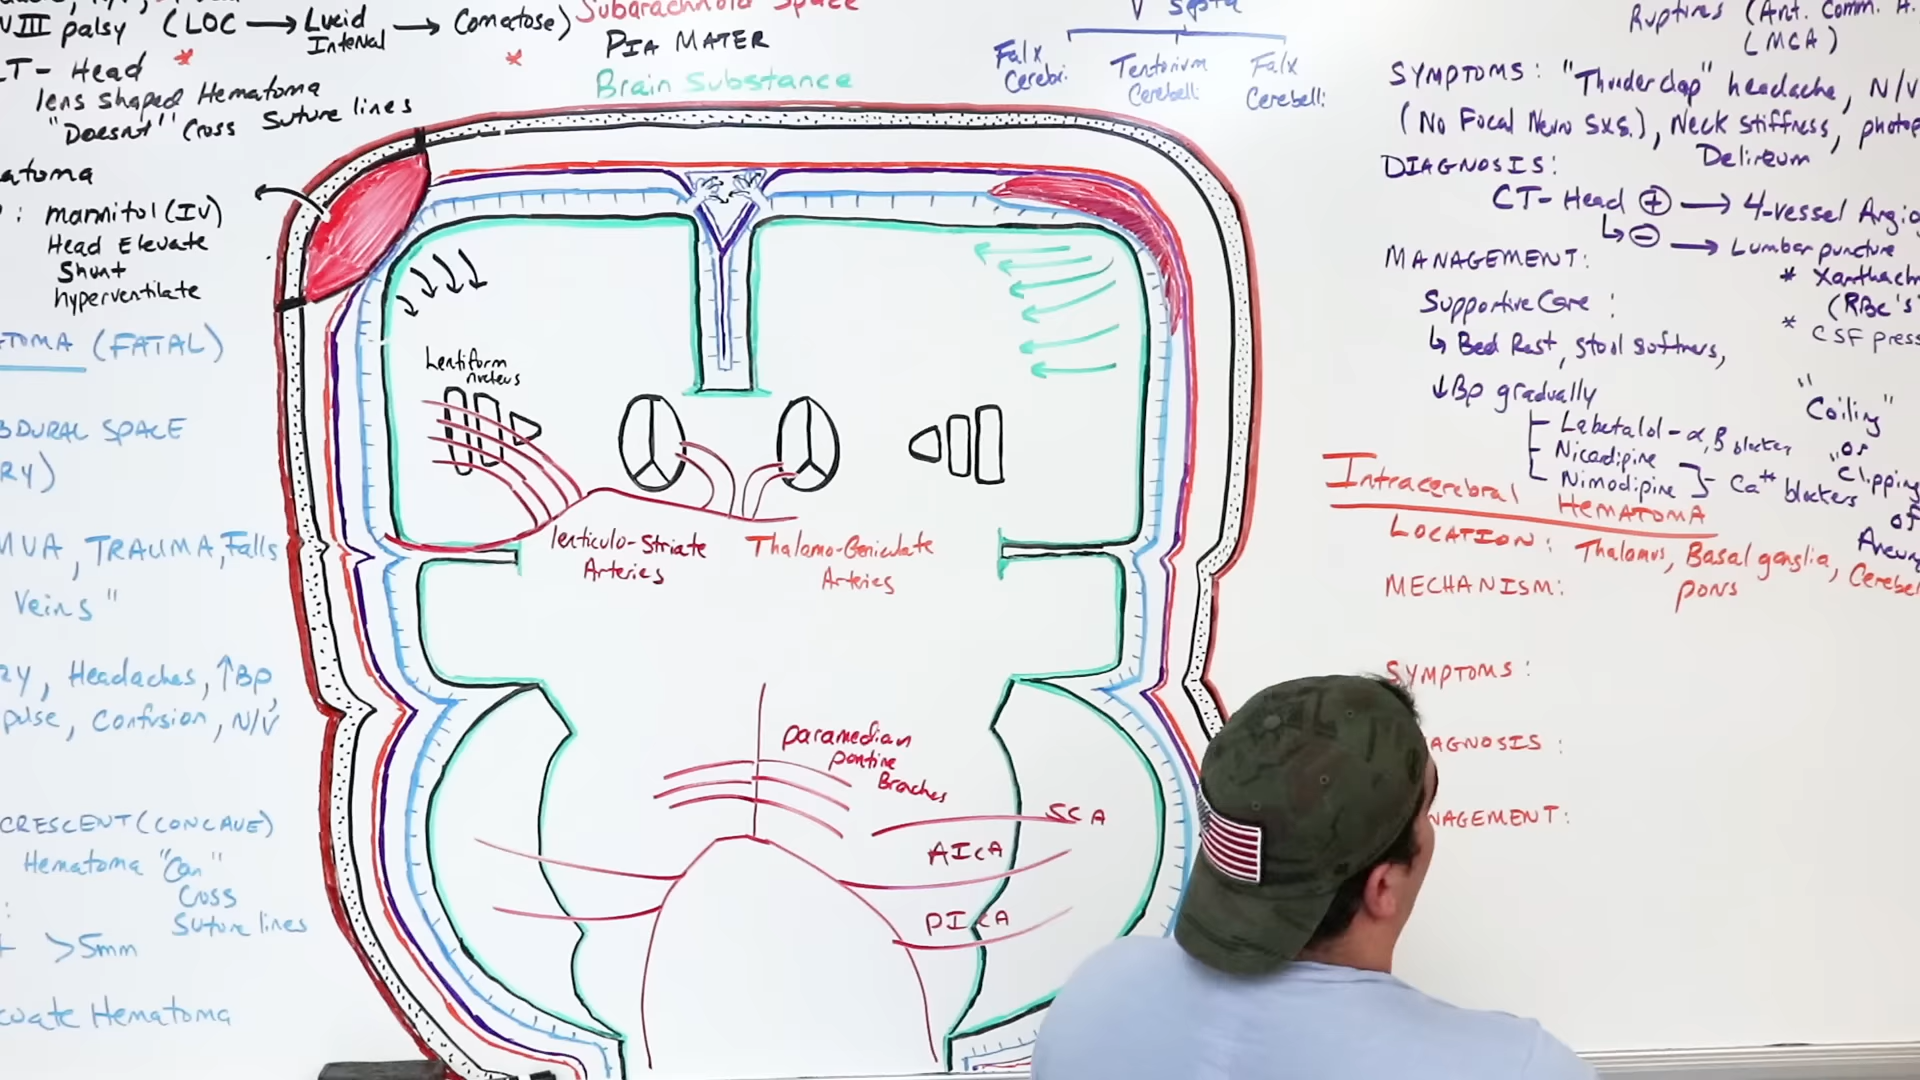 VIII palsy (LOC → Lucid Interval → Comatose)
* *
CT- Head
lens shaped Hematoma
"Doesnt" Cross Suture lines
atoma
: mannitol (IV)
Head Elevate
Shunt
hyperventilate
TOMA (FATAL)
BDURAL SPACE
RY)
MVA, TRAUMA, Falls
Veins"
RY, Headaches, ↑BP,
pulse, Confusion, N/V
CRESCENT (CONCAVE)
Hematoma "Can"
Cross
Suture lines
>5mm
cuate Hematoma
Subarachnoid Space
PIA MATER
Brain Substance
V Septa
Falx
Cerebri
Tentorium
Cerebelli
Falx
Cerebelli
Lentiform
nucleus
lenticulo-Striate
Arteries
Thalamo-Geniculate
Arteries
paramedian
pontine
Branches
SCA
AICA
PICA
Ruptures (Ant. Comm. A.
(MCA)
SYMPTOMS: "Thunderclap" headache, N/V
(No Focal Neuro SXS.), Neck stiffness, photop
Delireum
DIAGNOSIS:
CT- Head + → 4-vessel Angio
↳ - → Lumbar puncture
* Xanthach
(RBC's
* CSF press
MANAGEMENT:
Supportive Care :
↳ Bed Rest, stool softners,
↓Bp gradually
Labetalol - α, β blocker
Nicardipine
Nimodipine ]- Ca++ blockers
"Coiling"
or
"Clipping
of
Aneury
Intracerebral HEMATOMA
LOCATION: Thalamus, Basal ganglia, Cerebel
pons
MECHANISM:
SYMPTOMS:
AGNOSIS:
NAGEMENT: